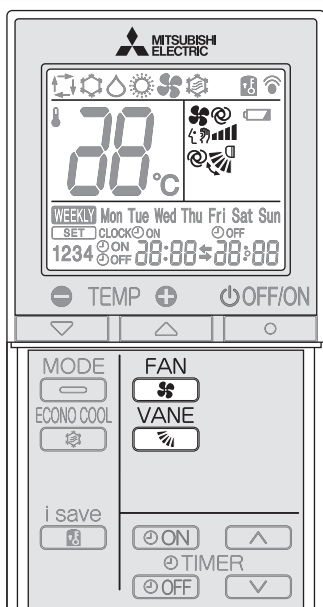 MITSUBISHI
ELECTRIC
88 °C
WEEKLY Mon Tue Wed Thu Fri Sat Sun
SET CLOCK ON OFF
1234 ON OFF 88:88 88:88
TEMP OFF/ON
MODE FAN
ECONO COOL VANE
i save
ON
TIMER
OFF